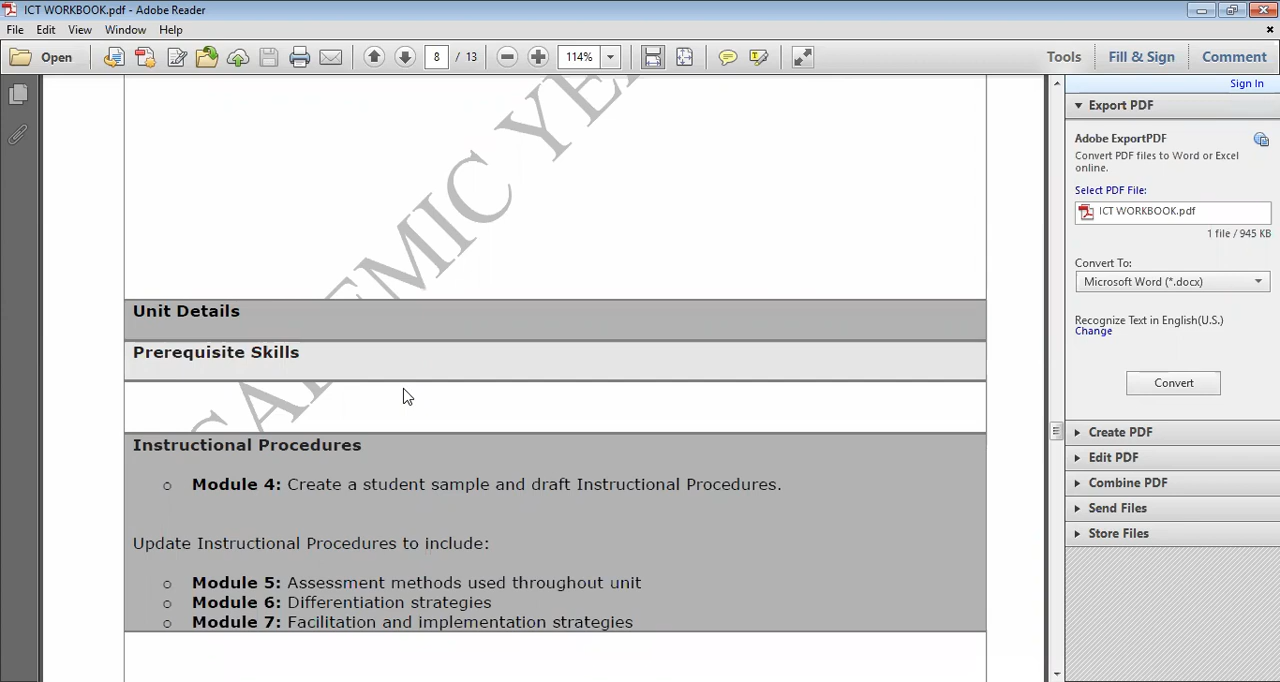 ICT WORKBOOK.pdf - Adobe Reader
File Edit View Window Help
Open 8 / 13 114% Tools Fill & Sign Comment
Sign In
Export PDF
Adobe ExportPDF
Convert PDF files to Word or Excel
online.
Select PDF File:
ICT WORKBOOK.pdf
1 file / 945 KB
Convert To:
Microsoft Word (*.docx)
Recognize Text in English(U.S.)
Change
Convert
Create PDF
Edit PDF
Combine PDF
Send Files
Store Files
Unit Details
Prerequisite Skills
Instructional Procedures
o Module 4: Create a student sample and draft Instructional Procedures.
Update Instructional Procedures to include:
o Module 5: Assessment methods used throughout unit
o Module 6: Differentiation strategies
o Module 7: Facilitation and implementation strategies